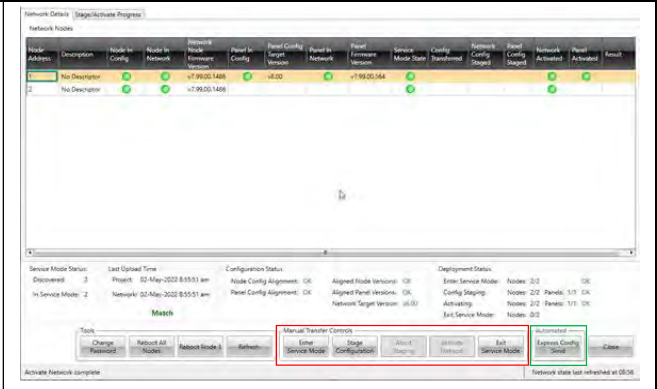 Network Details Stage/Activate Progress
Network Nodes
Node Address Description Node In Config Node In Network Network Node Firmware Version Panel In Config Panel Config Target Version Panel In Network Panel Firmware Version Service Mode State Config Transferred Network Config Staged Panel Config Staged Network Activated Panel Activated Result
1 No Descriptor v7.99.00.1486 v8.00 v7.99.00.564
2 No Descriptor v7.99.00.1486
Service Mode Status: Last Upload Time Configuration Status Deployment Status
Discovered: 2 Project: 02-May-2022 8:55:51 am Node Config Alignment: OK Aligned Node Versions: OK Enter Service Mode: Nodes: 2/2 OK
In Service Mode: 2 Network: 02-May-2022 8:55:51 am Panel Config Alignment: OK Aligned Panel Versions: OK Config Staging: Nodes: 2/2 Panels: 1/1 OK
Network Target Version: v8.00 Activating: Nodes: 2/2 Panels: 1/1 OK
Match Exit Service Mode: Nodes: 0/2
Tools Manual Transfer Controls Automated
Change Password Reboot All Nodes Reboot Node 1 Refresh Enter Service Mode Stage Configuration Abort Staging Activate Network Exit Service Mode Express Config Send Close
Activate Network complete Network state last refreshed at 08:56